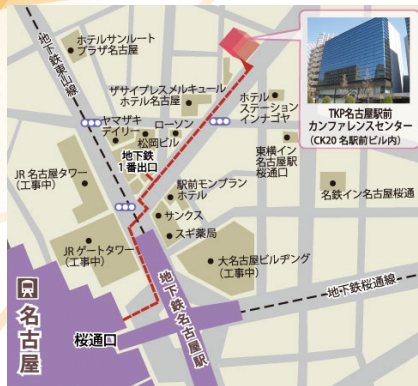 ホテルサンルート
プラザ名古屋
地下鉄東山線
ザサイプレスメルキュール
ホテル名古屋
ヤマザキ
デイリー
ローソン
松岡ビル
地下鉄
1番出口
ホテル
ステーション
インナゴヤ
TKP名古屋駅前
カンファレンスセンター
(CK20 名駅前ビル内)
東横イン
名古屋駅
桜通口
名鉄イン名古屋桜通
JR名古屋タワー
(工事中)
駅前モンブラン
ホテル
サンクス
スギ薬局
JRゲートタワー
(工事中)
大名古屋ビルヂング
(工事中)
地下鉄名古屋駅
地下鉄桜通線
桜通口
名古屋